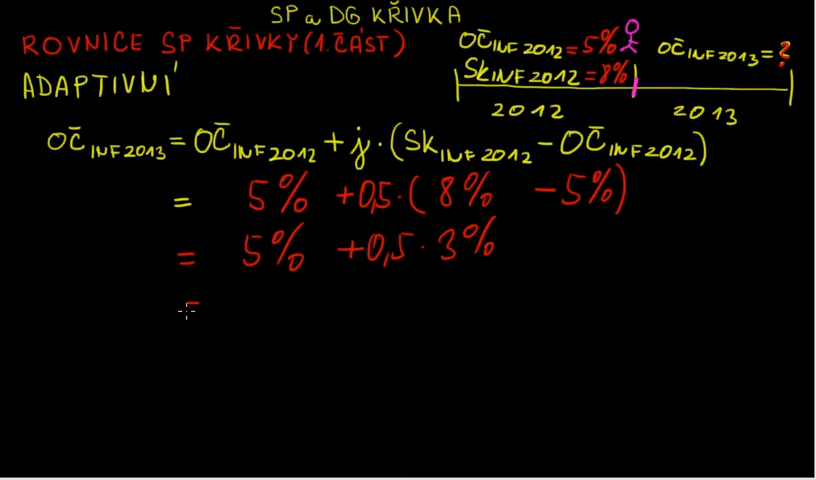 SP a DG KŘIVKA
ROVNICE SP KŘIVKY (1. ČÁST)
ADAPTIVNÍ
OČ INF 2012 = 5% OČ INF 2013 = ?
SK INF 2012 = 8%
2012 2013
OČ INF 2013 = OČ INF 2012 + j · (SK INF 2012 - OČ INF 2012)
= 5% + 0,5 · (8% - 5%)
= 5% + 0,5 · 3%